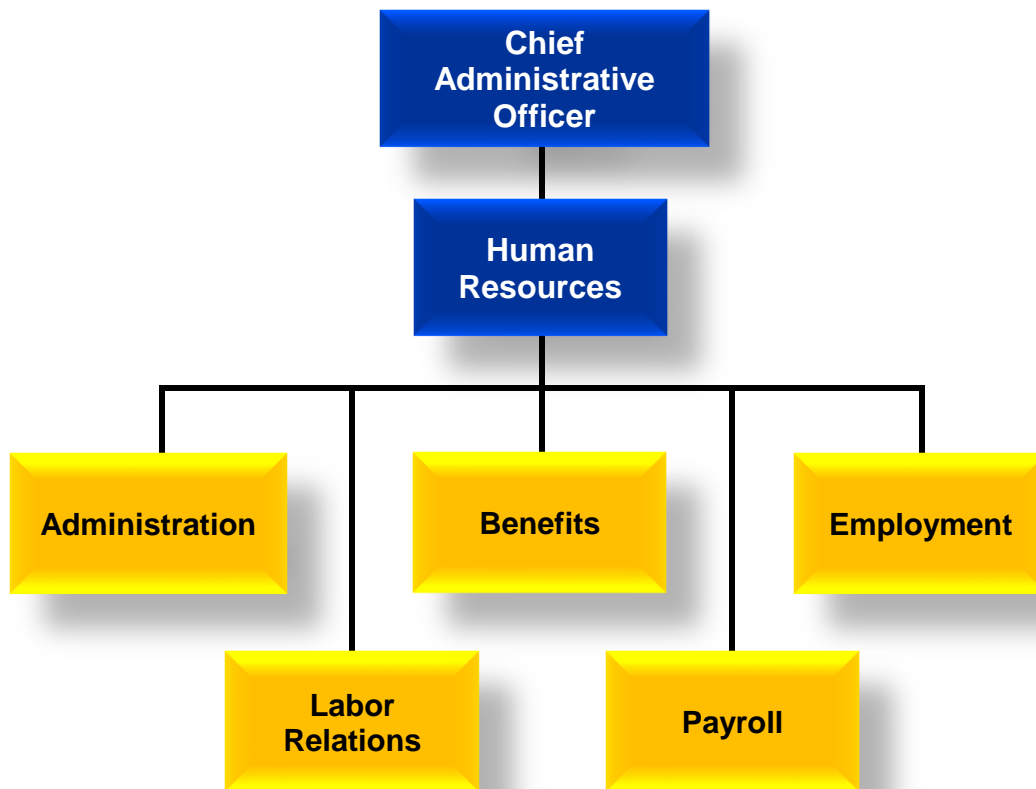 Chief
Administrative
Officer
Human
Resources
Administration
Benefits
Employment
Labor
Relations
Payroll